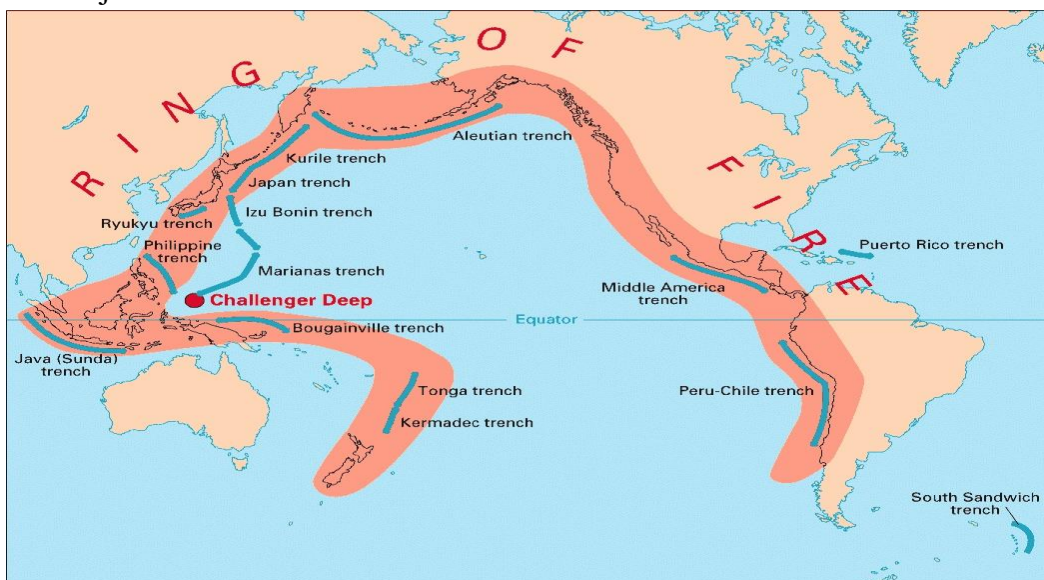 RING OF FIRE
Aleutian trench
Kurile trench
Japan trench
Izu Bonin trench
Ryukyu trench
Philippine
trench
Marianas trench
Challenger Deep
Puerto Rico trench
Middle America
trench
Equator
Bougainville trench
Java (Sunda)
trench
Tonga trench
Kermadec trench
Peru-Chile trench
South Sandwich
trench